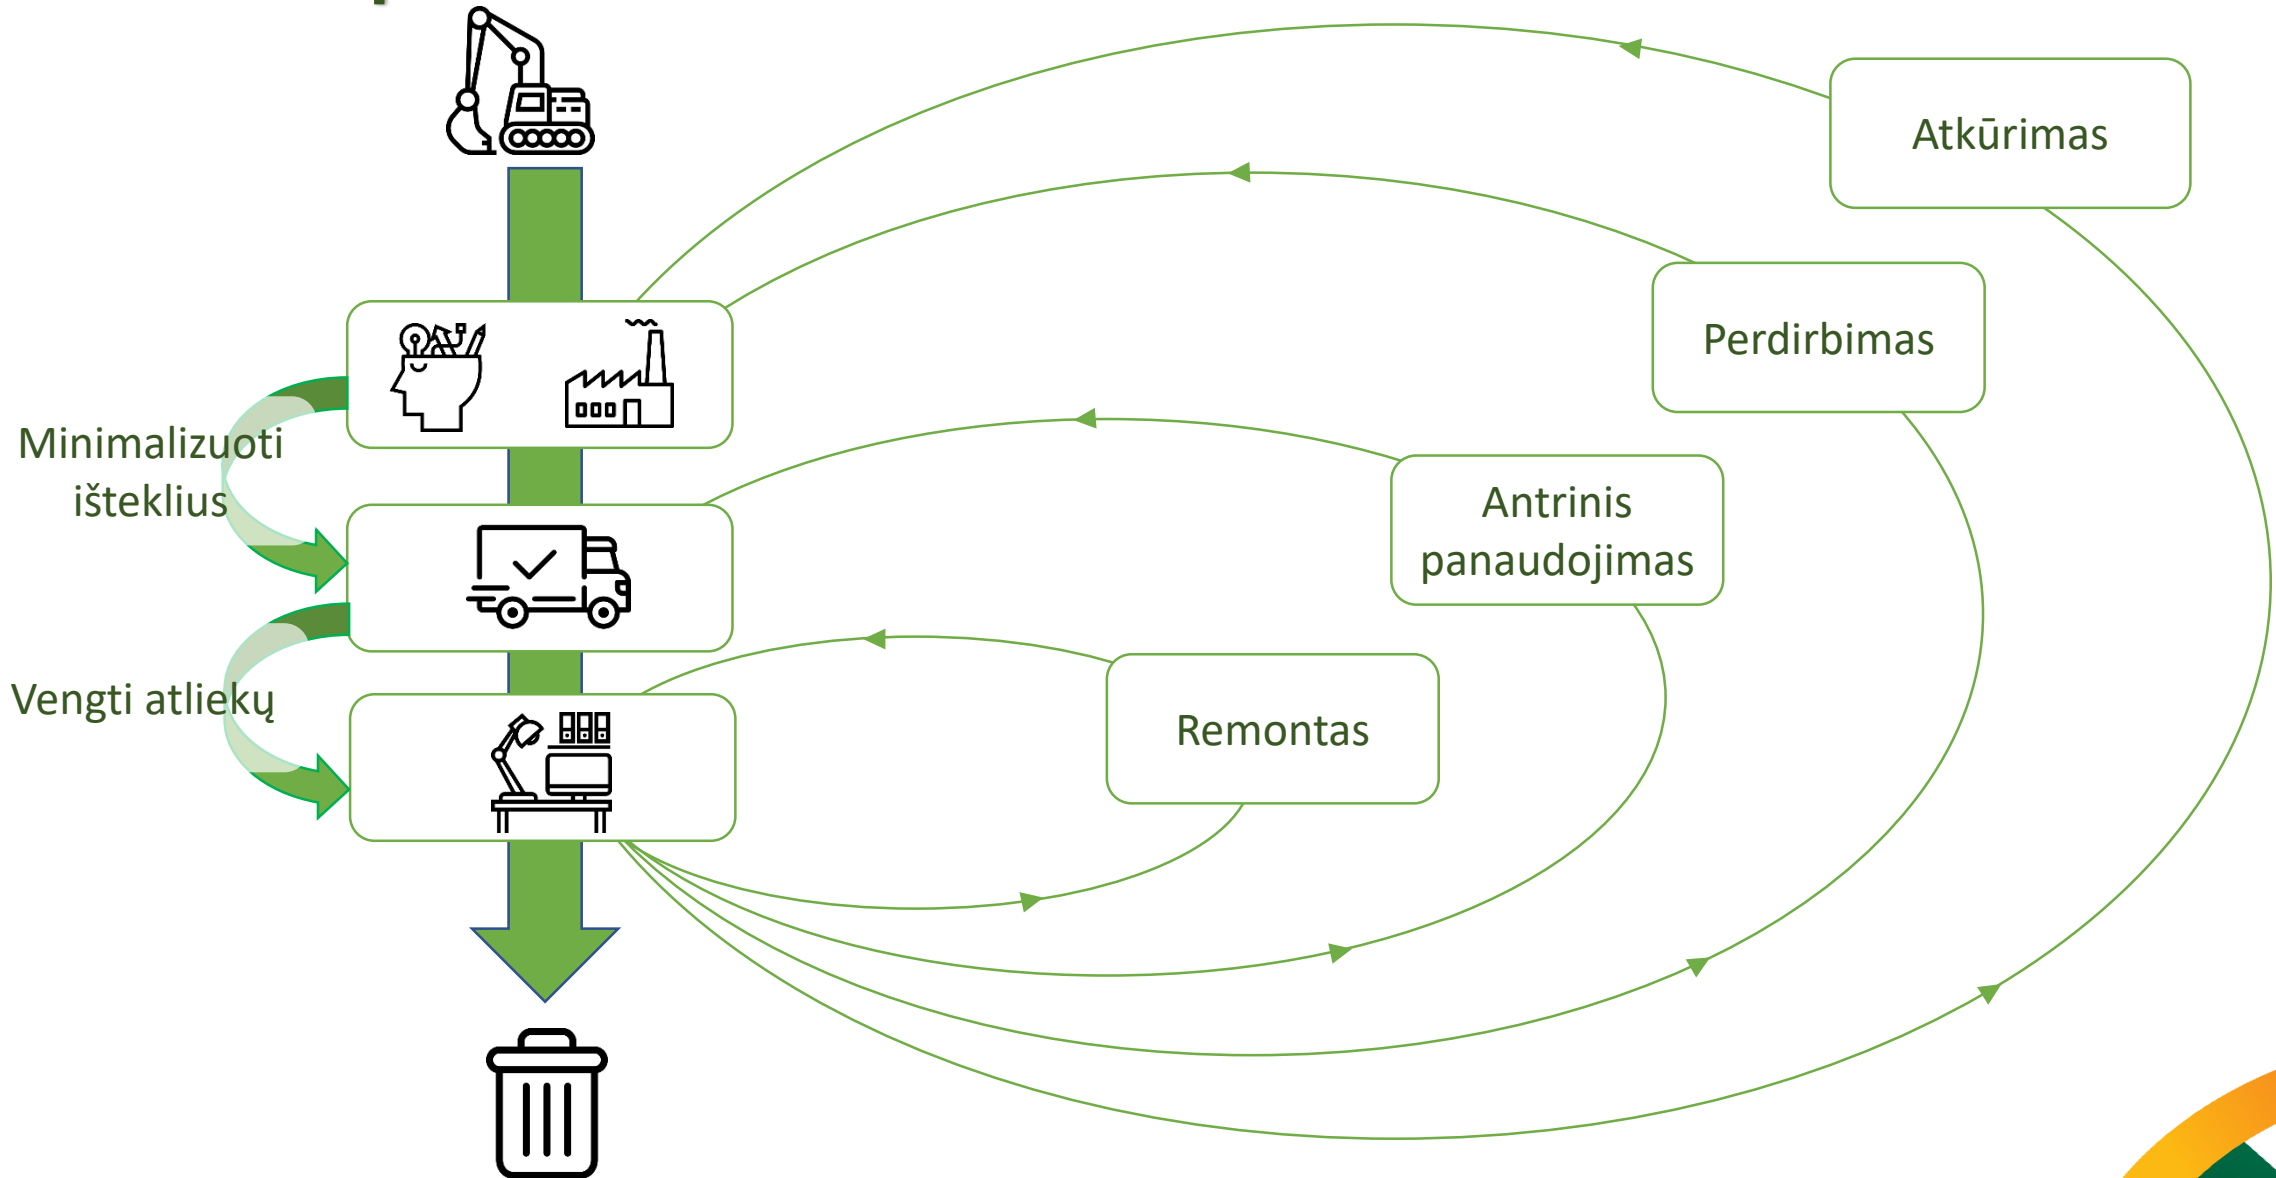 Atkūrimas
Perdirbimas
Minimalizuoti
išteklius
Antrinis
panaudojimas
Vengti atliekų
Remontas